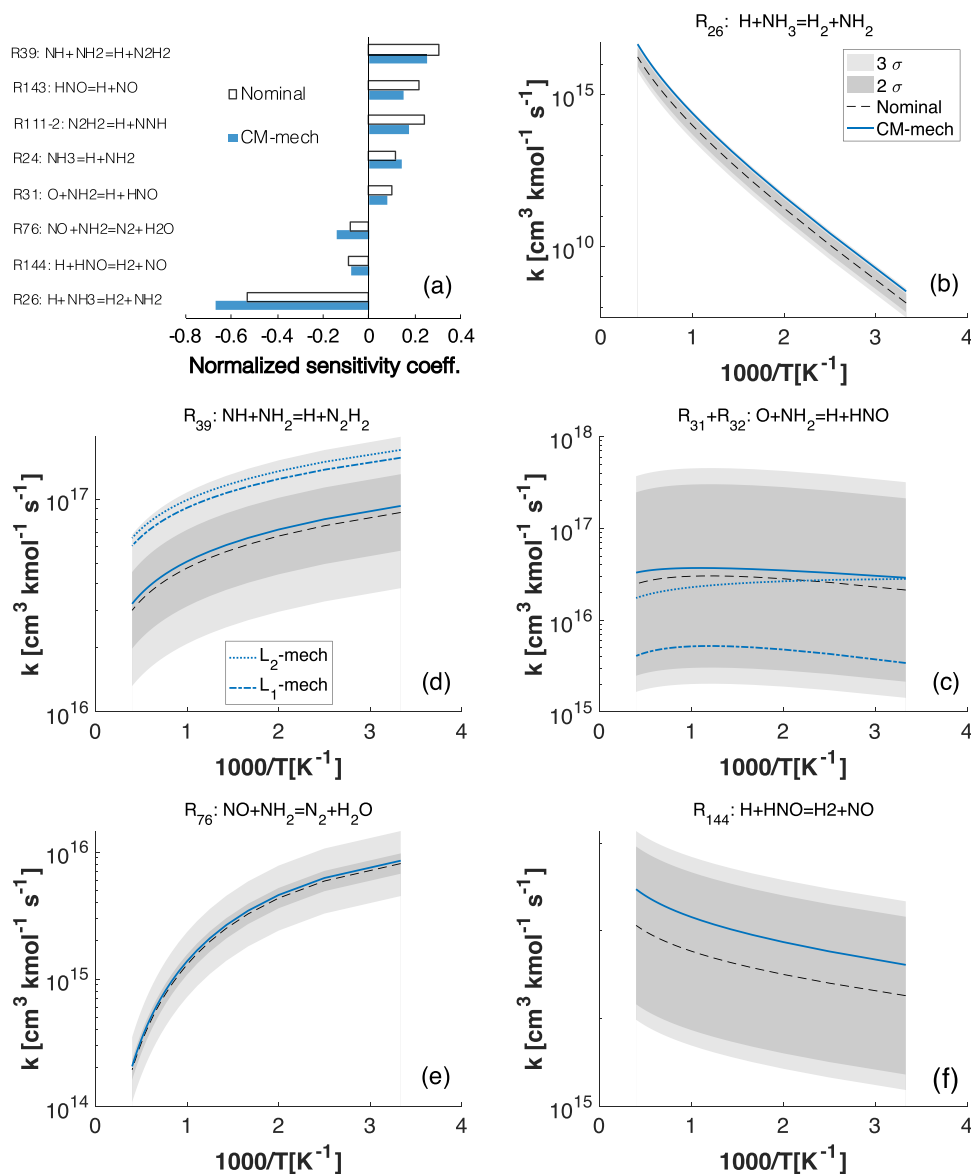 R39: NH+NH2=H+N2H2
R143: HNO=H+NO
R111-2: N2H2=H+NNH
R24: NH3=H+NH2
R31: O+NH2=H+HNO
R76: NO+NH2=N2+H2O
R144: H+HNO=H2+NO
R26: H+NH3=H2+NH2
Nominal
CM-mech
(a)
-0.8 -0.6 -0.4 -0.2 0 0.2 0.4
Normalized sensitivity coeff.
R26: H+NH3=H2+NH2
3 σ
2 σ
Nominal
CM-mech
10^15
10^10
k [cm^3 kmol^-1 s^-1]
(b)
0 1 2 3 4
1000/T[K^-1]
R39: NH+NH2=H+N2H2
10^17
10^16
k [cm^3 kmol^-1 s^-1]
L2-mech
L1-mech
(d)
0 1 2 3 4
1000/T[K^-1]
R31+R32: O+NH2=H+HNO
10^18
10^17
10^16
10^15
k [cm^3 kmol^-1 s^-1]
(c)
0 1 2 3 4
1000/T[K^-1]
R76: NO+NH2=N2+H2O
10^16
10^15
10^14
k [cm^3 kmol^-1 s^-1]
(e)
0 1 2 3 4
1000/T[K^-1]
R144: H+HNO=H2+NO
10^15
k [cm^3 kmol^-1 s^-1]
(f)
0 1 2 3 4
1000/T[K^-1]